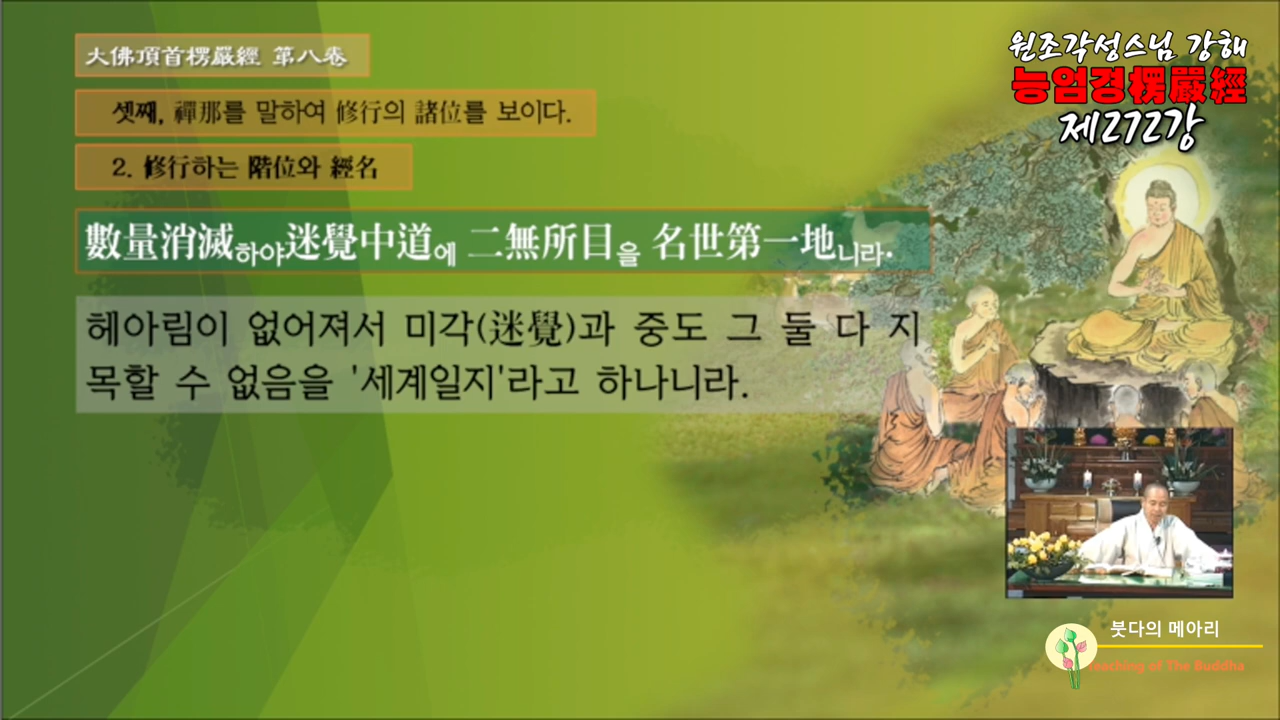 大佛頂首楞嚴經 第八卷
셋째, 禪那를 말하여 修行의 諸位를 보이다.
2. 修行하는 階位와 經名
數量消滅하야迷覺中道에 二無所目을 名世第一地니라.
헤아림이 없어져서 미각(迷覺)과 중도 그 둘 다 지
목할 수 없음을 '세계일지'라고 하나니라.
원조각성스님 강해
능엄경楞嚴經
제272강
붓다의 메아리
Teaching of The Buddha